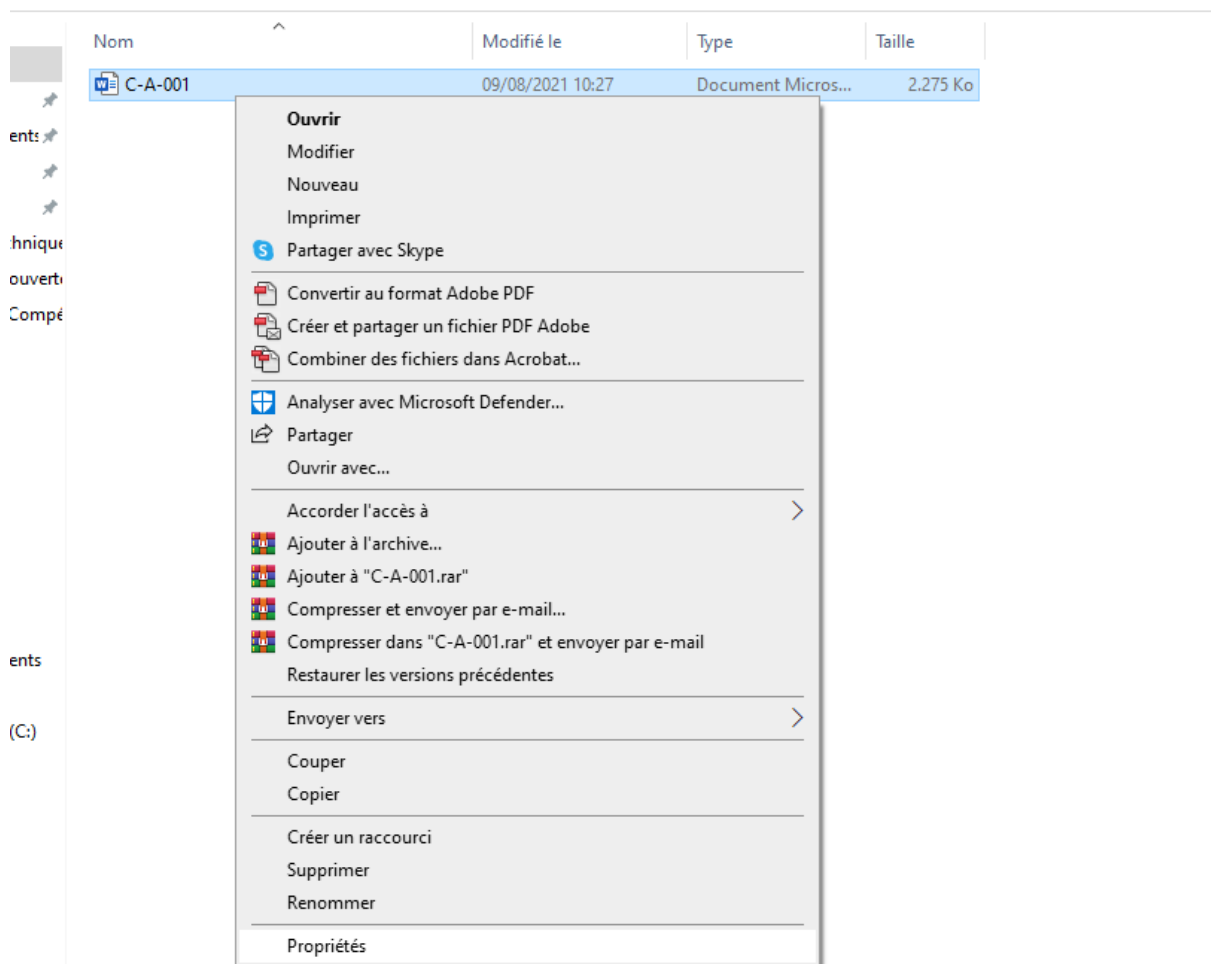 Nom Modifié le Type Taille
C-A-001 09/08/2021 10:27 Document Micros... 2.275 Ko
Ouvrir
ents Modifier
Nouveau
Imprimer
hnique Partager avec Skype
ouverte
Compé Convertir au format Adobe PDF
Créer et partager un fichier PDF Adobe
Combiner des fichiers dans Acrobat...
Analyser avec Microsoft Defender...
Partager
Ouvrir avec...
Accorder l'accès à
Ajouter à l'archive...
Ajouter à "C-A-001.rar"
Compresser et envoyer par e-mail...
Compresser dans "C-A-001.rar" et envoyer par e-mail
ents
Restaurer les versions précédentes
Envoyer vers
(C:)
Couper
Copier
Créer un raccourci
Supprimer
Renommer
Propriétés